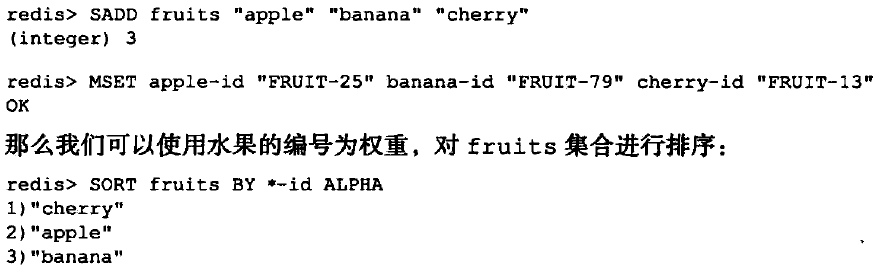 redis> SADD fruits "apple" "banana" "cherry"
(integer) 3
redis> MSET apple-id "FRUIT-25" banana-id "FRUIT-79" cherry-id "FRUIT-13"
OK
那么我们可以使用水果的编号为权重，对 fruits 集合进行排序：
redis> SORT fruits BY *-id ALPHA
1)"cherry"
2)"apple"
3)"banana"